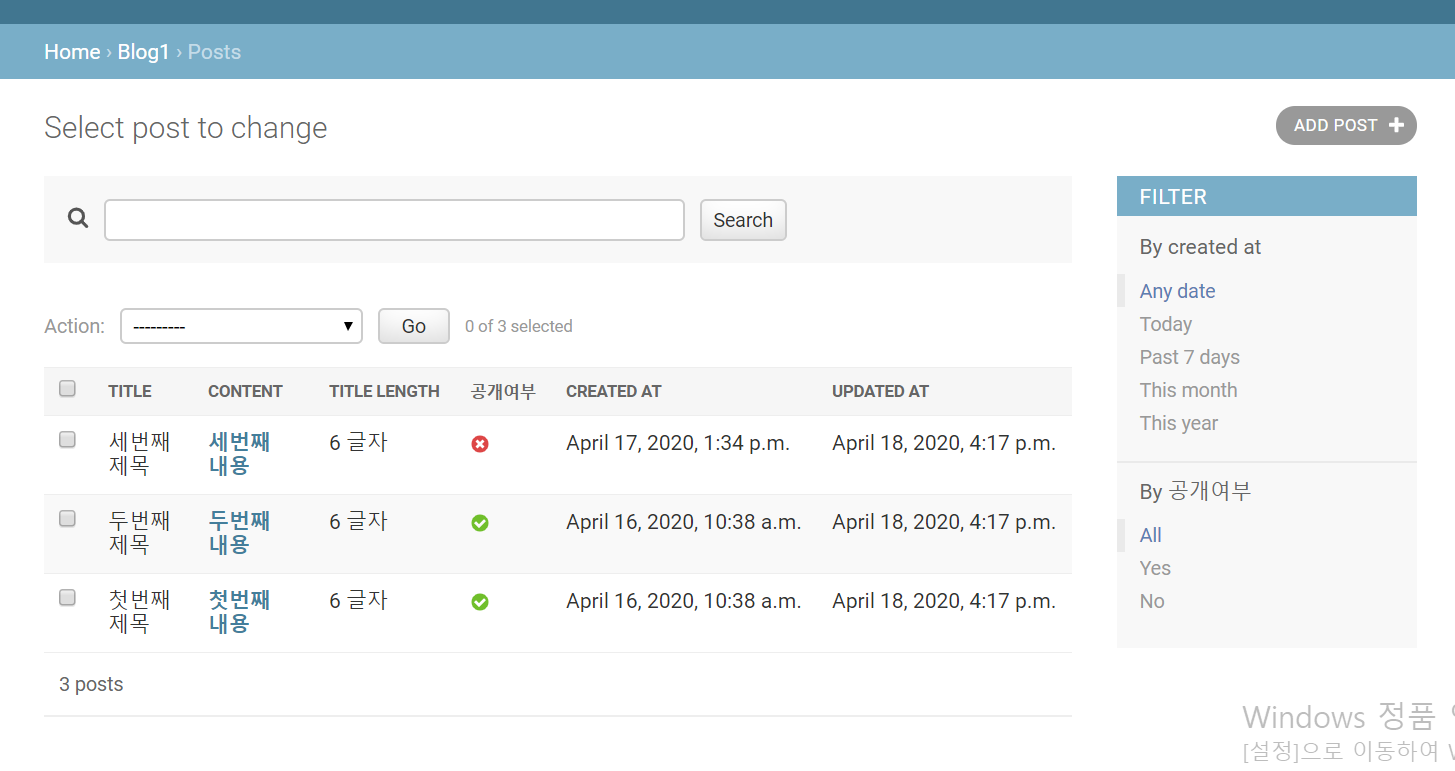 Home › Blog1 › Posts
Select post to change
ADD POST
Search
Action: --------- Go 0 of 3 selected
TITLE CONTENT TITLE LENGTH 공개여부 CREATED AT UPDATED AT
세번째 세번째 6 글자 April 17, 2020, 1:34 p.m. April 18, 2020, 4:17 p.m.
제목 내용
두번째 두번째 6 글자 April 16, 2020, 10:38 a.m. April 18, 2020, 4:17 p.m.
제목 내용
첫번째 첫번째 6 글자 April 16, 2020, 10:38 a.m. April 18, 2020, 4:17 p.m.
제목 내용
3 posts
FILTER
By created at
Any date
Today
Past 7 days
This month
This year
By 공개여부
All
Yes
No
Windows 정품
[설정]으로 이동하여